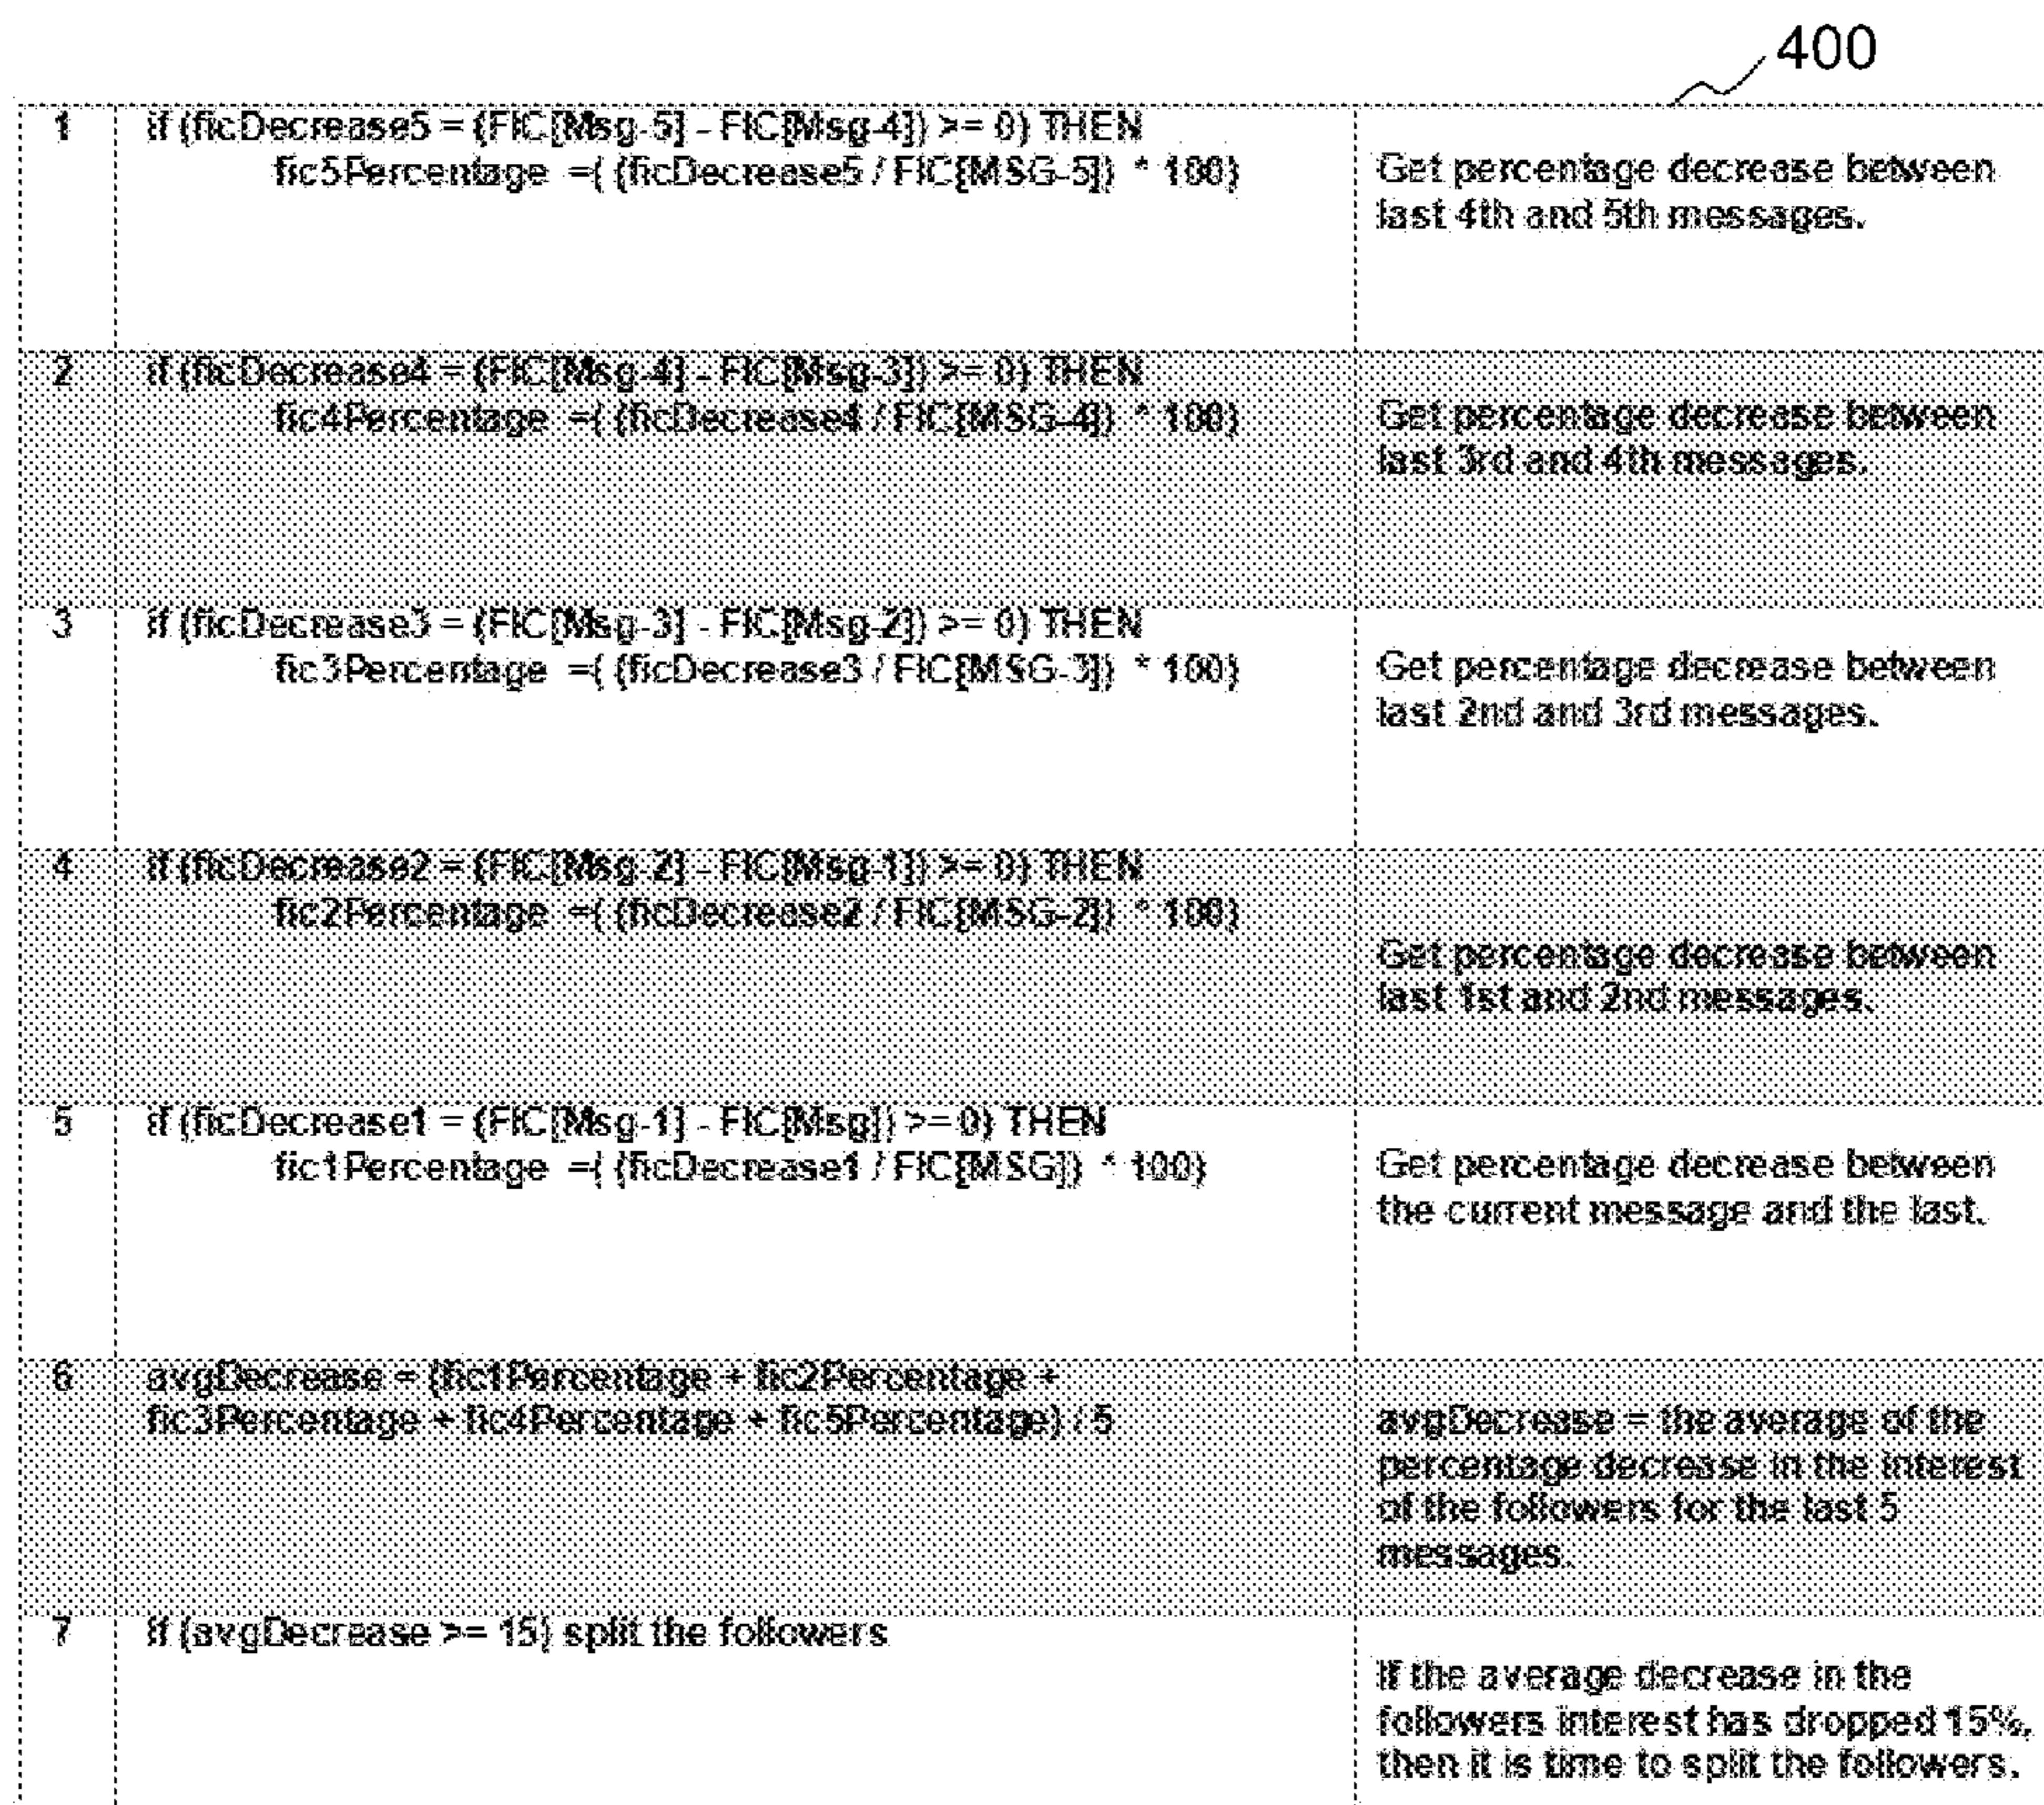 400
1 if (ficDecrease5 = (FIC[Msg-5] - FIC[Msg-4]) >= 0) THEN
fic5Percentage =( (ficDecrease5 / FIC[MSG-5]) * 100)
Get percentage decrease between
last 4th and 5th messages.
2 if (ficDecrease4 = (FIC[Msg-4] - FIC[Msg-3]) >= 0) THEN
fic4Percentage =( (ficDecrease4 / FIC[MSG-4]) * 100)
Get percentage decrease between
last 3rd and 4th messages.
3 if (ficDecrease3 = (FIC[Msg-3] - FIC[Msg-2]) >= 0) THEN
fic3Percentage =( (ficDecrease3 / FIC[MSG-3]) * 100)
Get percentage decrease between
last 2nd and 3rd messages.
4 if (ficDecrease2 = (FIC[Msg-2] - FIC[Msg-1]) >= 0) THEN
fic2Percentage =( (ficDecrease2 / FIC[MSG-2]) * 100)
Get percentage decrease between
last 1st and 2nd messages.
5 if (ficDecrease1 = (FIC[Msg-1] - FIC[Msg]) >= 0) THEN
fic1Percentage =( (ficDecrease1 / FIC[MSG]) * 100)
Get percentage decrease between
the current message and the last.
6 avgDecrease = (fic1Percentage + fic2Percentage +
fic3Percentage + fic4Percentage + fic5Percentage) / 5
avgDecrease = the average of the
percentage decrease in the interest
of the followers for the last 5
messages.
7 If (avgDecrease >= 15) split the followers
If the average decrease in the
followers interest has dropped 15%,
then it is time to split the followers.